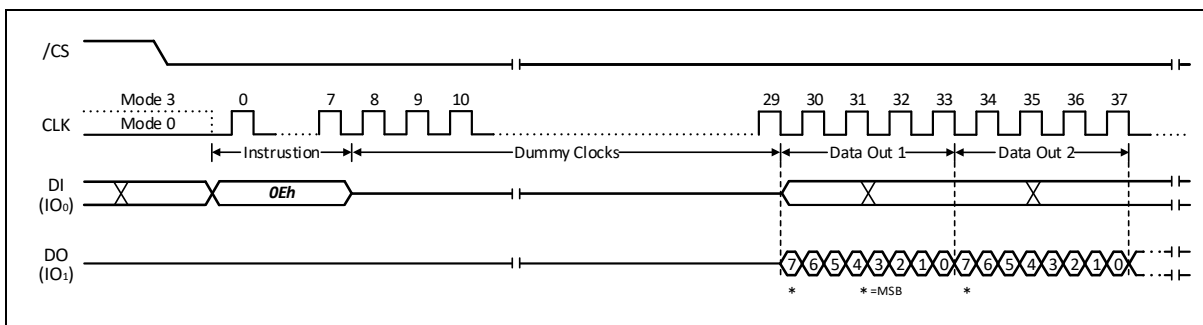 /CS
Mode 3 0 7 8 9 10 29 30 31 32 33 34 35 36 37
CLK Mode 0
Instrustion Dummy Clocks Data Out 1 Data Out 2
DI
(IO₀) 0Eh
DO
(IO₁) 7 6 5 4 3 2 1 0 7 6 5 4 3 2 1 0
* * =MSB *